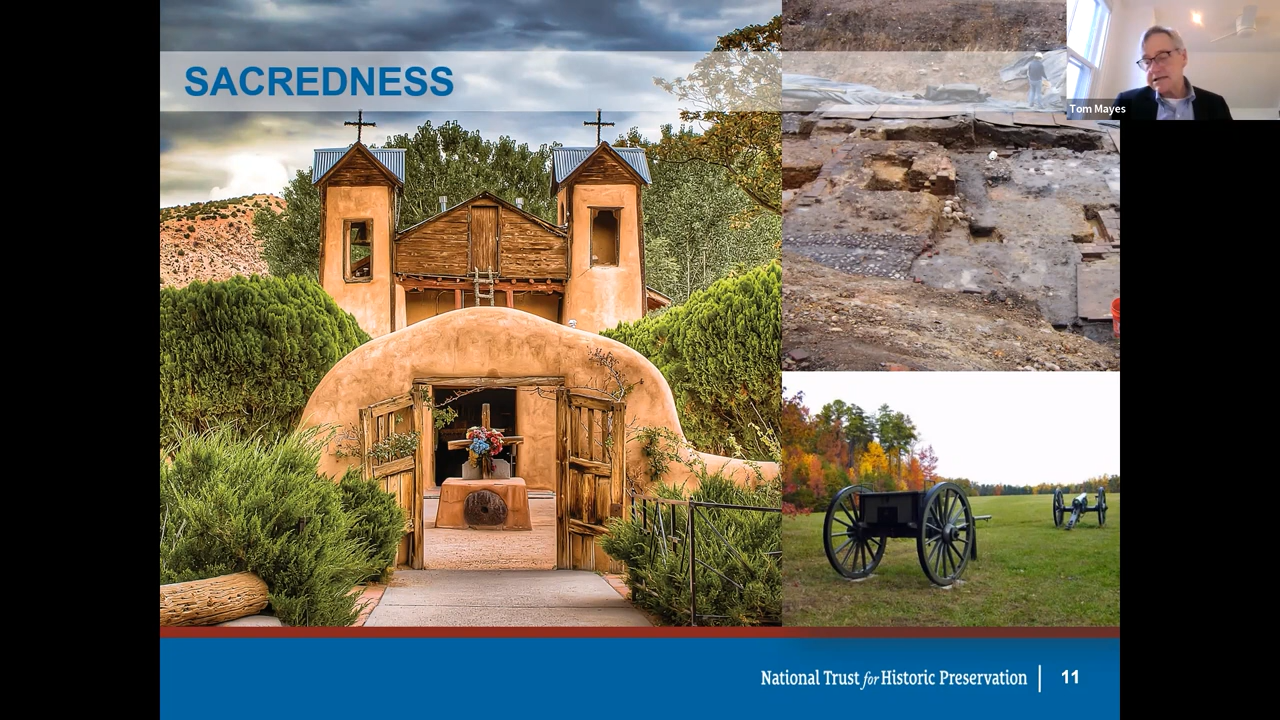 SACREDNESS
Tom Mayes
National Trust for Historic Preservation | 11